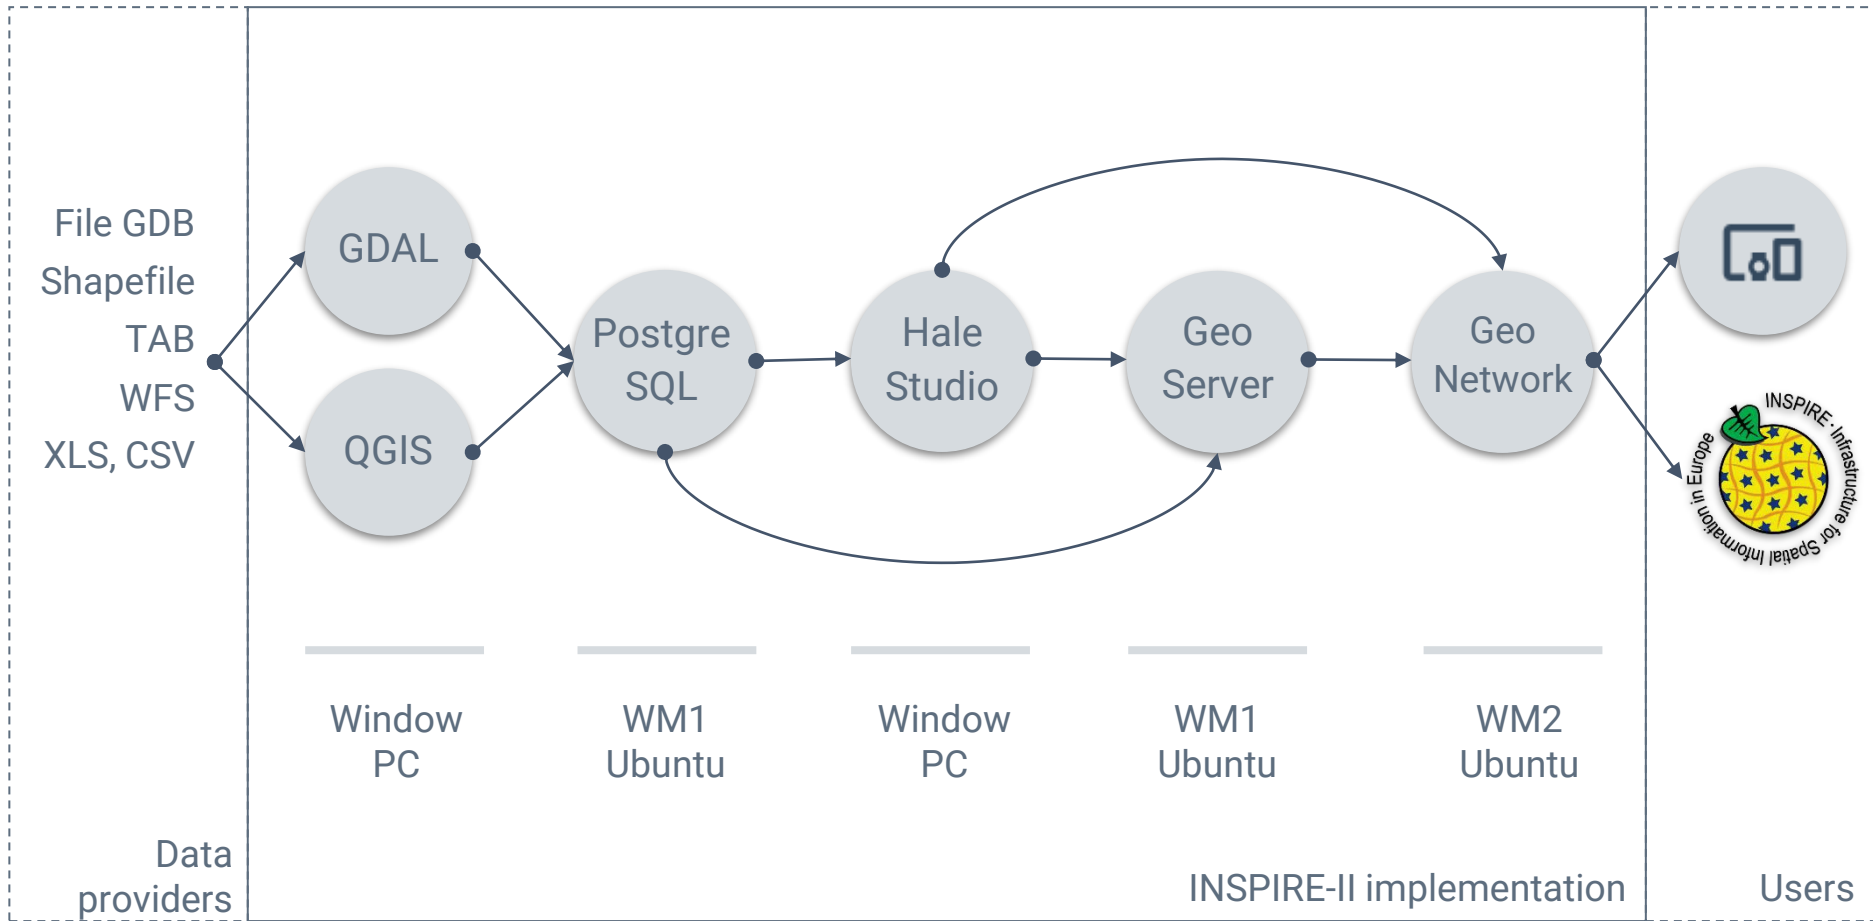 File GDB
Shapefile
TAB
WFS
XLS, CSV
GDAL
QGIS
Postgre
SQL
Hale
Studio
Geo
Server
Geo
Network
INSPIRE · Infrastructure for Spatial Information in Europe
Window
PC
WM1
Ubuntu
Window
PC
WM1
Ubuntu
WM2
Ubuntu
Data
providers
INSPIRE-II implementation
Users